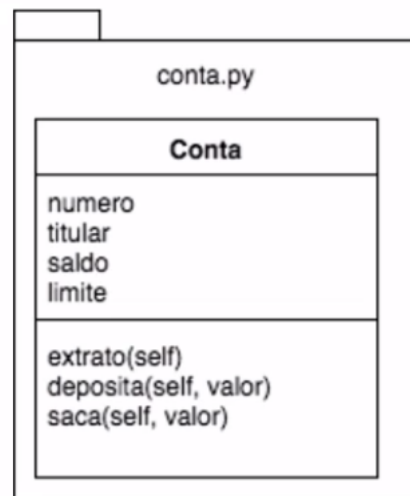 conta.py
Conta
numero
titular
saldo
limite
extrato(self)
deposita(self, valor)
saca(self, valor)